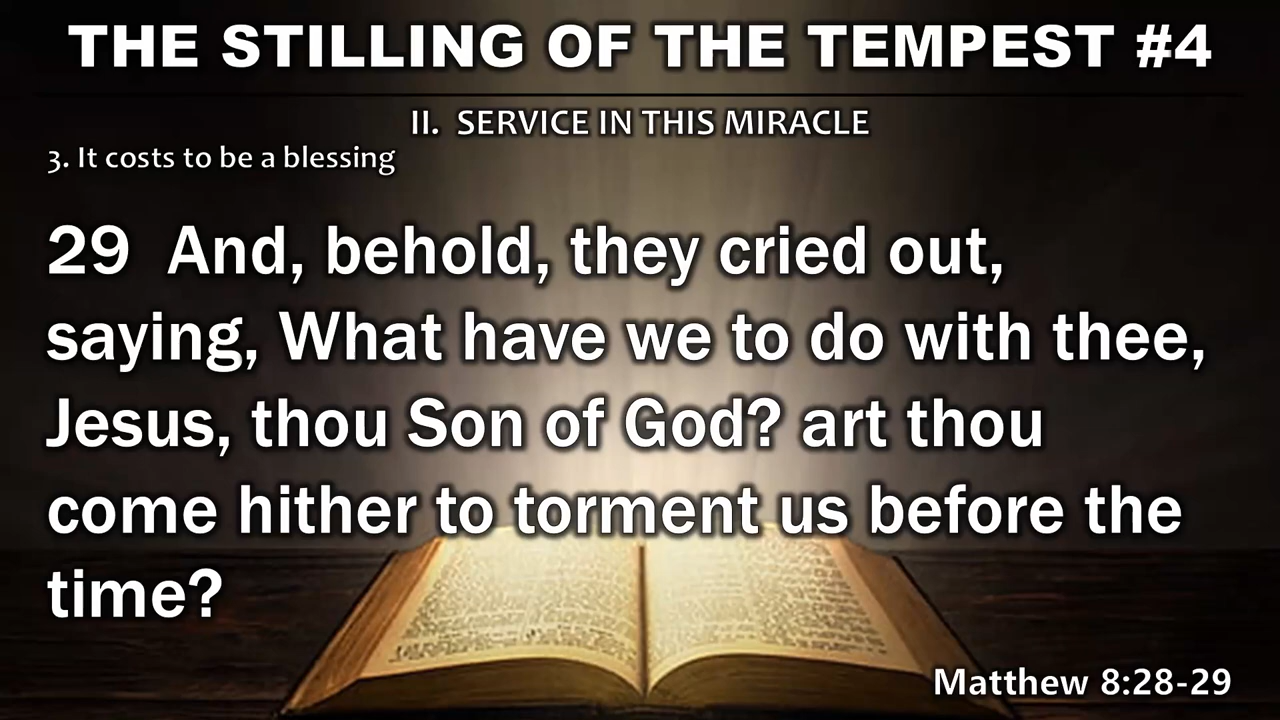 THE STILLING OF THE TEMPEST #4
II. SERVICE IN THIS MIRACLE
3. It costs to be a blessing
29 And, behold, they cried out,
saying, What have we to do with thee,
Jesus, thou Son of God? art thou
come hither to torment us before the
time?
Matthew 8:28-29